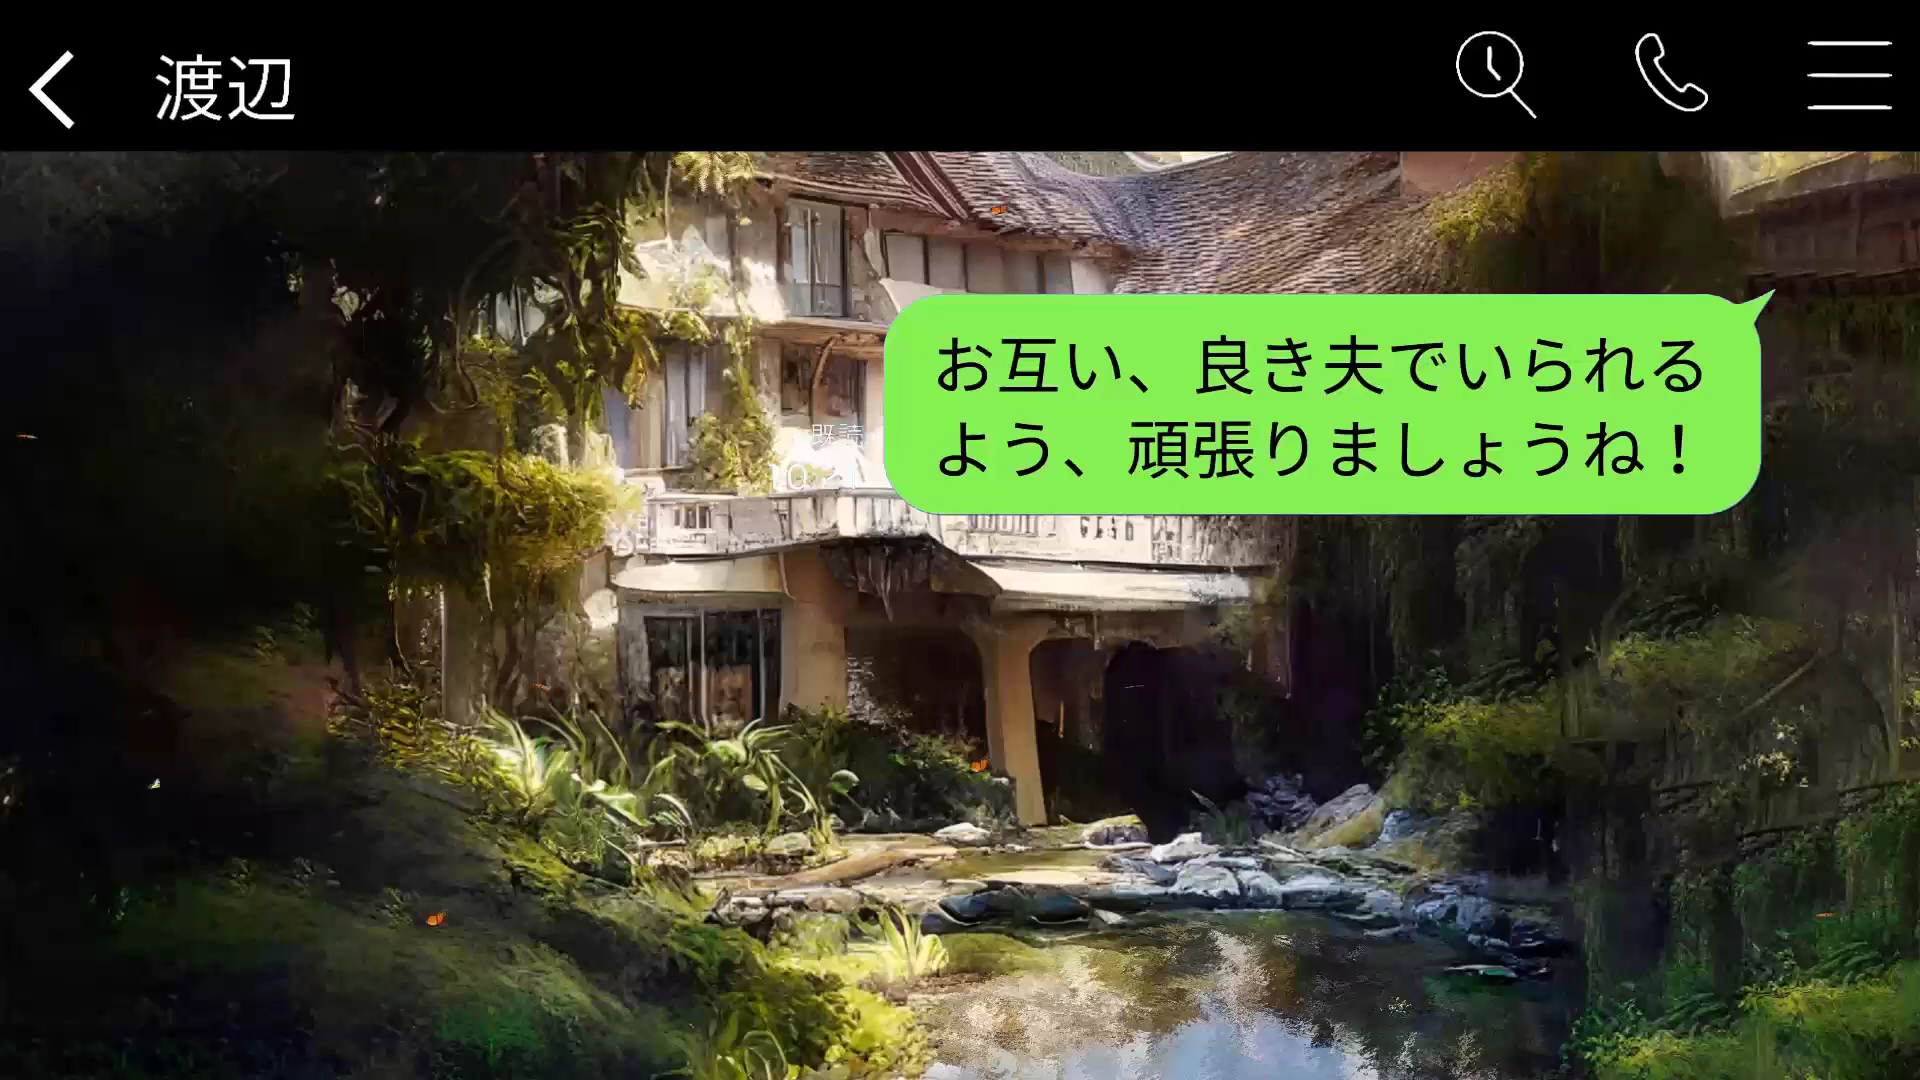 渡辺
お互い、良き夫でいられる
よう、頑張りましょうね！
既読